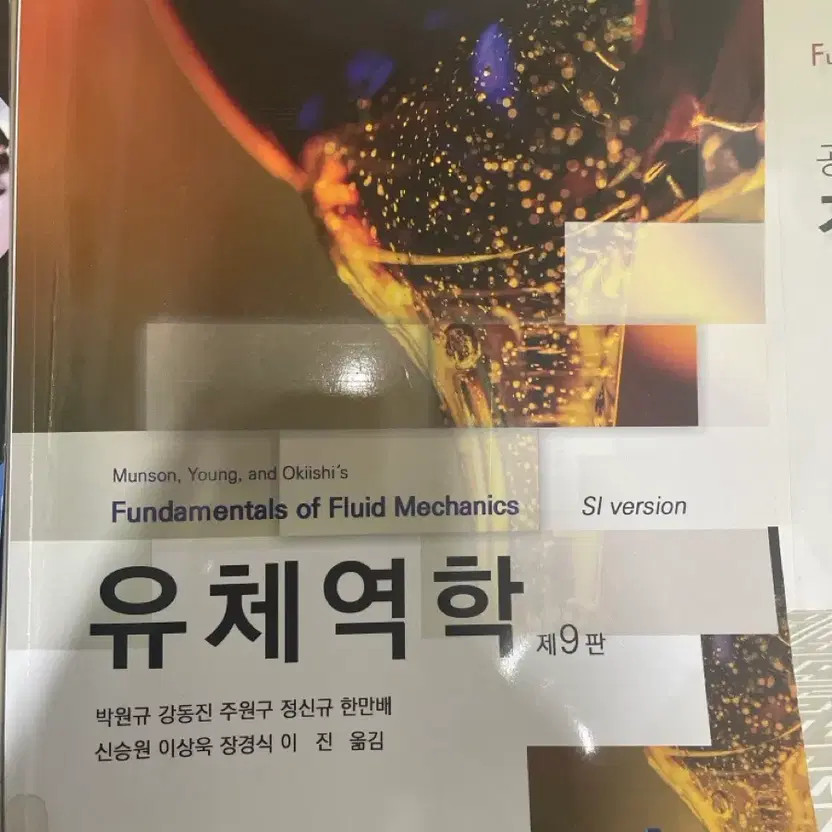 Munson, Young, and Okiishi's
Fundamentals of Fluid Mechanics SI version
유체역학 제9판
박원규 강동진 주원구 정신규 한만배
신승원 이상욱 장경식 이 진 옮김